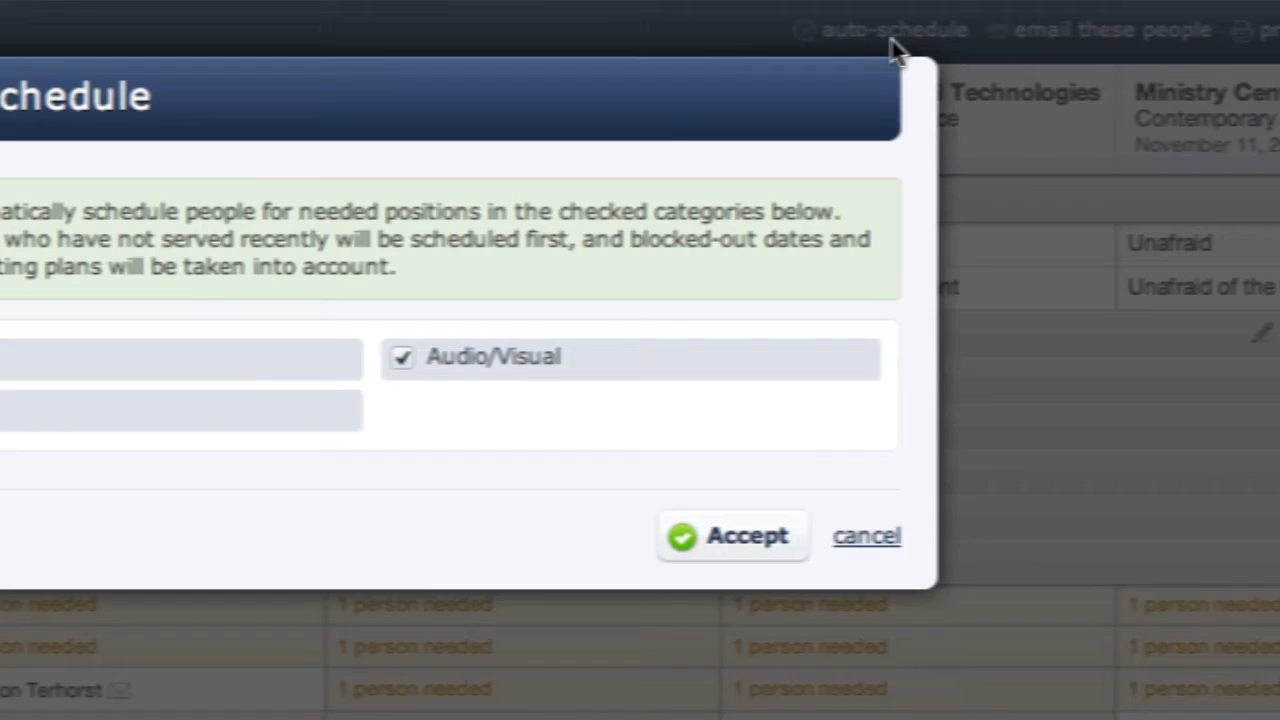 auto-schedule email these people
chedule
Technologies
Ministry Cen
ce
Contemporary
November 11, 2
atically schedule people for needed positions in the checked categories below.
who have not served recently will be scheduled first, and blocked-out dates and
ting plans will be taken into account.
Unafraid
nt
Unafraid of the
Audio/Visual
Accept cancel
on needed 1 person needed 1 person needed 1 person needed
on needed 1 person needed 1 person needed 1 person needed
on Terhorst 1 person needed 1 person needed 1 person needed